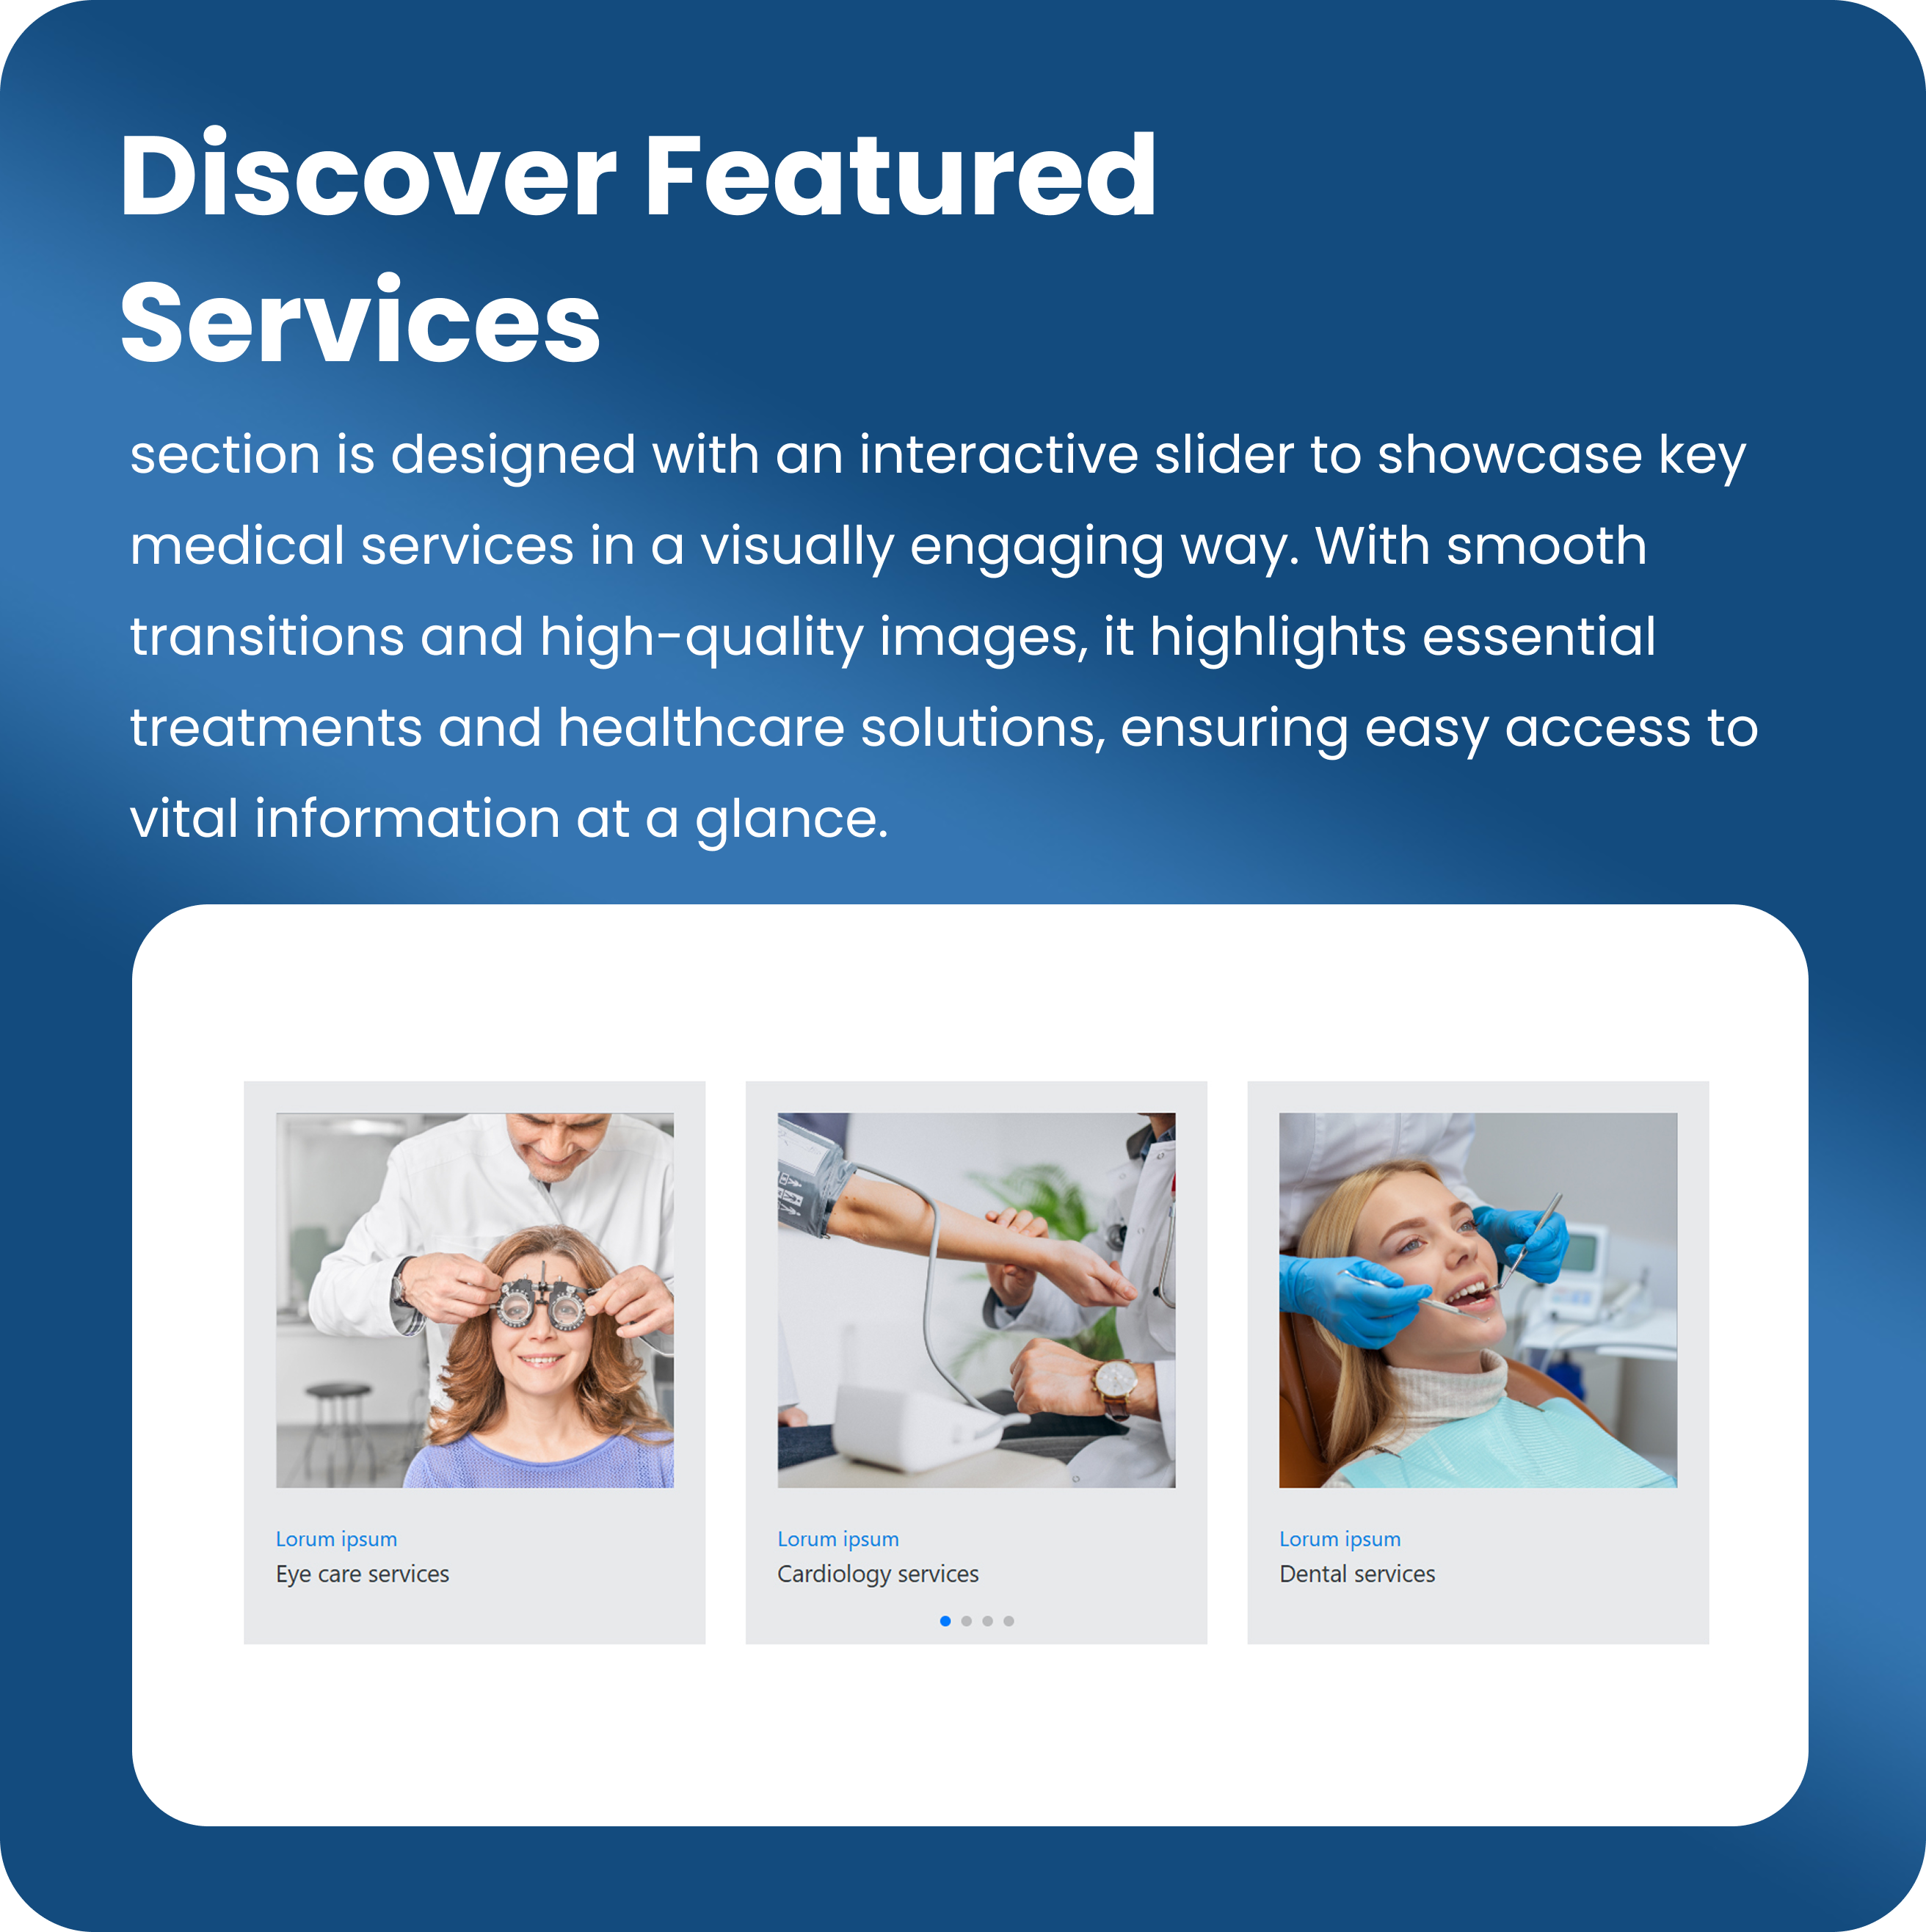 Discover Featured
Services
section is designed with an interactive slider to showcase key
medical services in a visually engaging way. With smooth
transitions and high-quality images, it highlights essential
treatments and healthcare solutions, ensuring easy access to
vital information at a glance.
Lorum ipsum
Eye care services
Lorum ipsum
Cardiology services
Lorum ipsum
Dental services